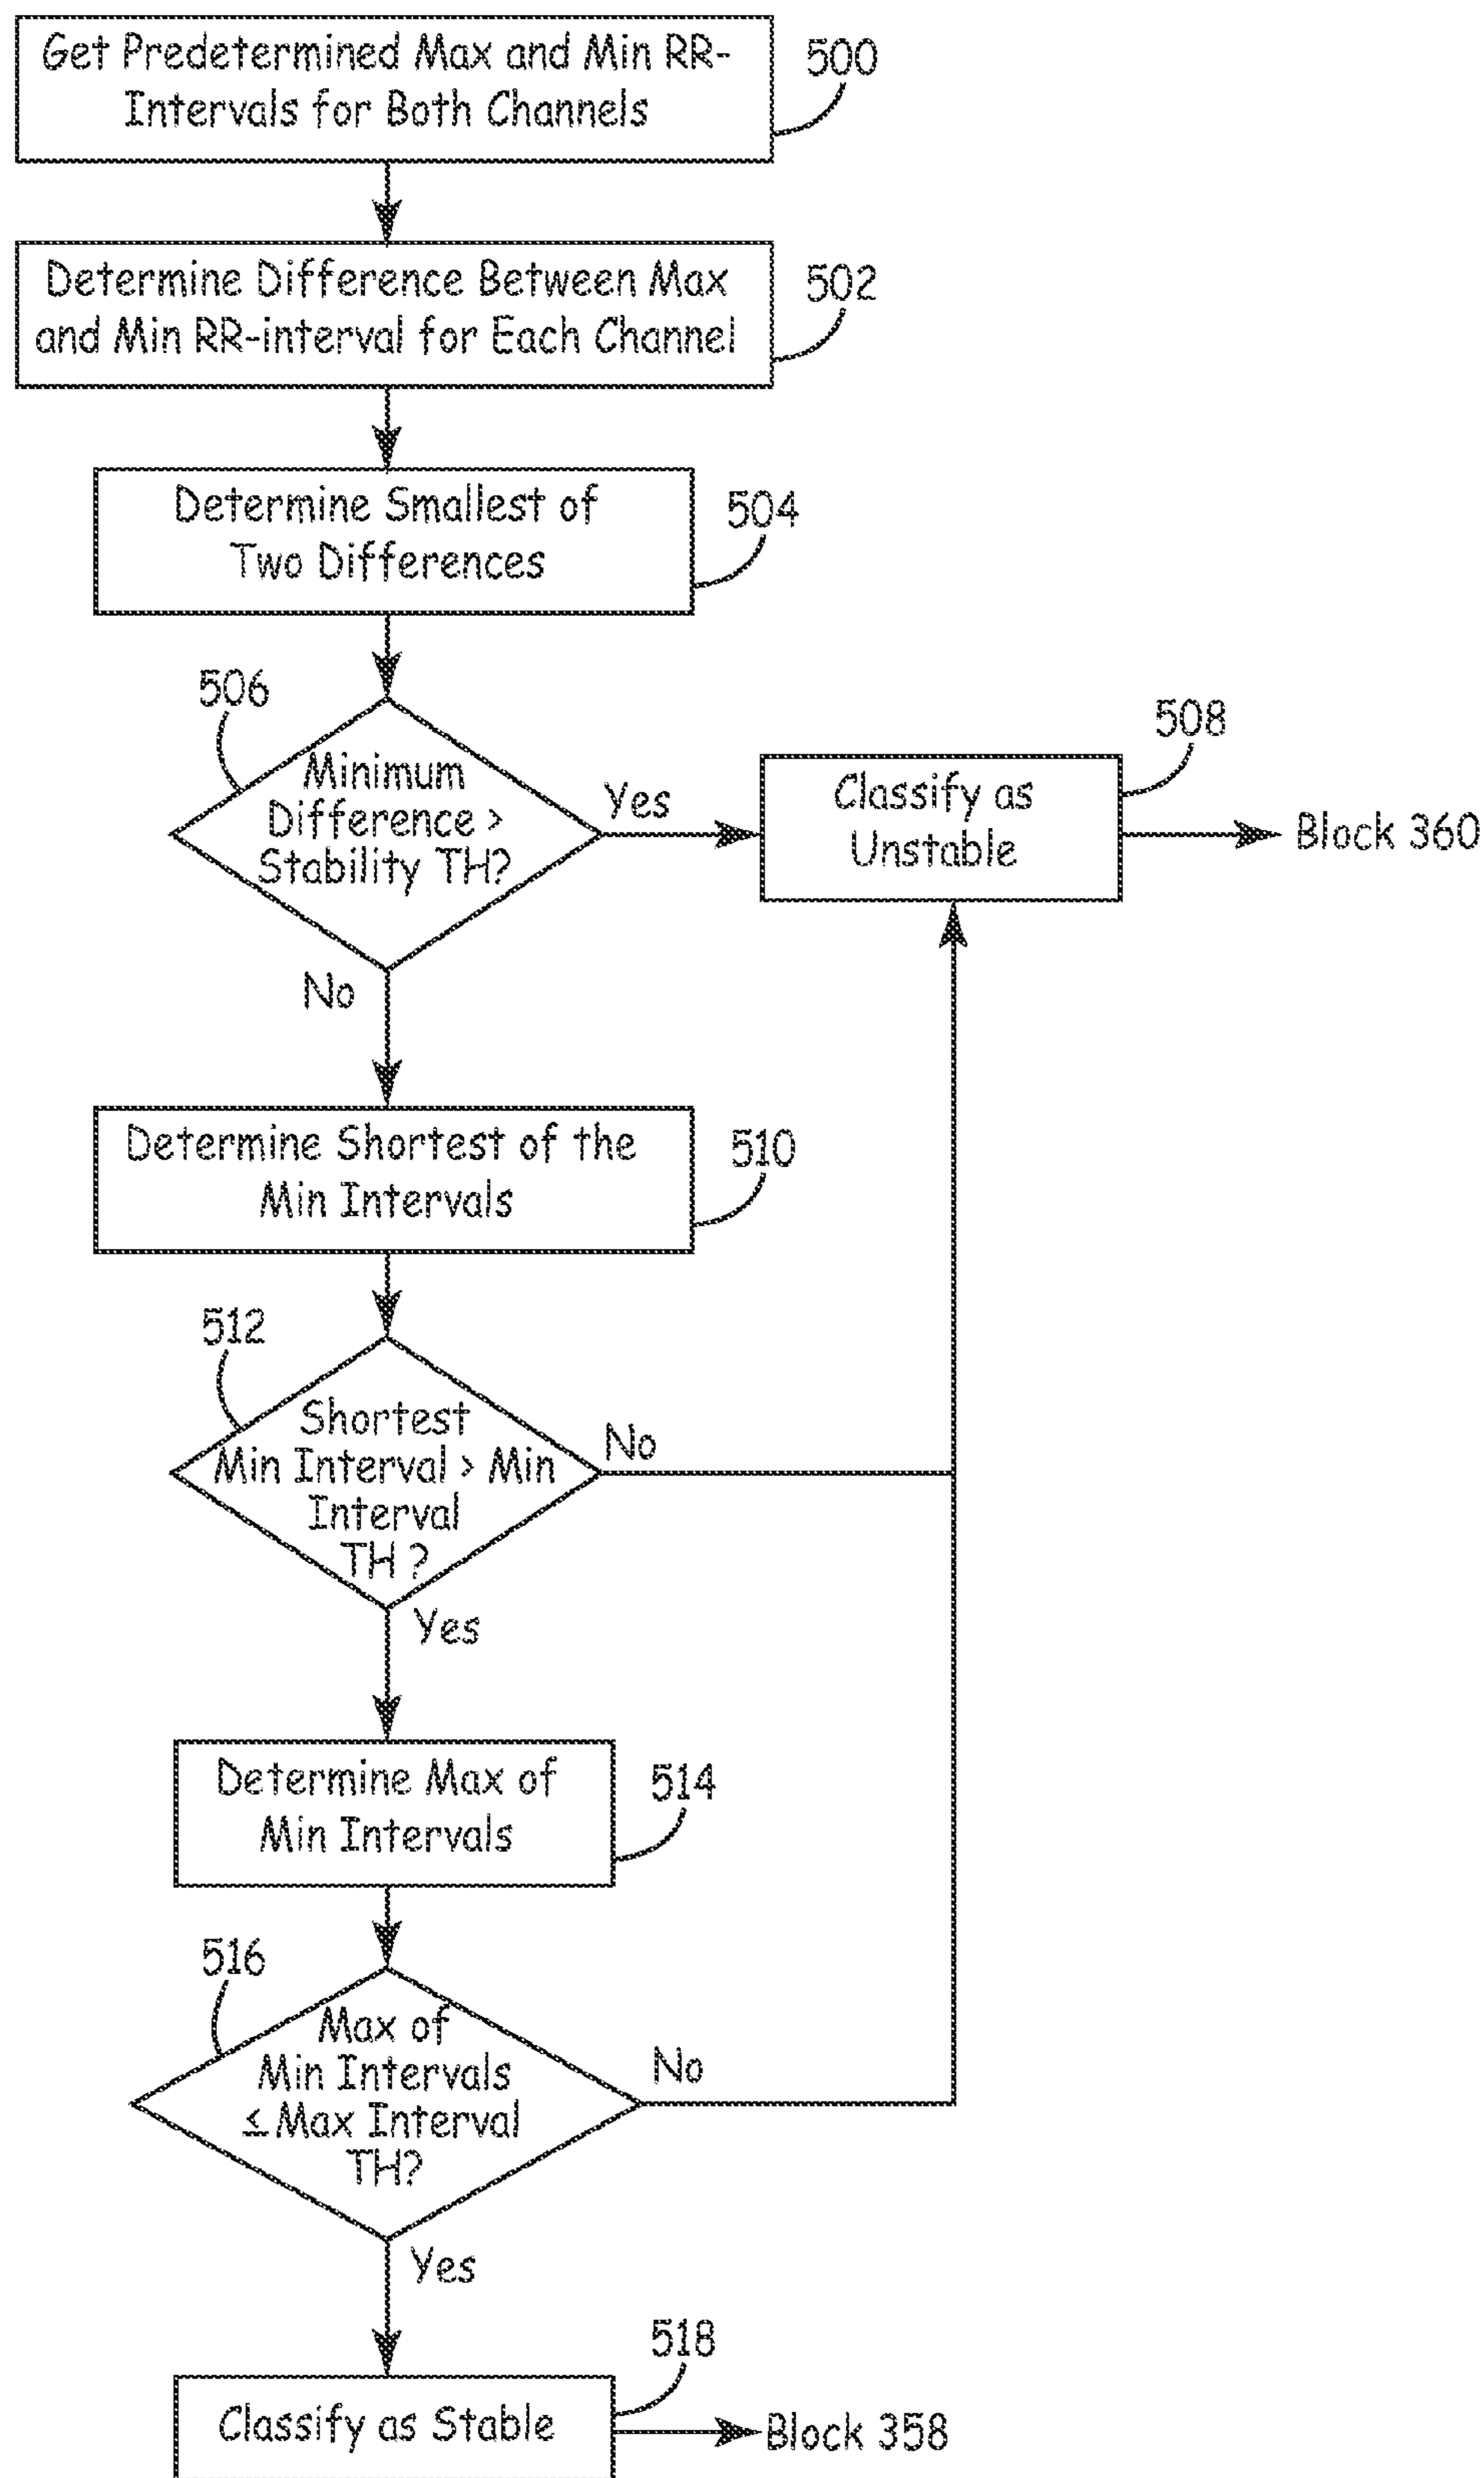 Get Predetermined Max and Min RR-
Intervals for Both Channels
500
Determine Difference Between Max
and Min RR-interval for Each Channel
502
Determine Smallest of
Two Differences
504
506
Minimum
Difference >
Stability TH?
Yes
No
508
Classify as
Unstable
Block 360
Determine Shortest of the
Min Intervals
510
512
Shortest
Min Interval > Min
Interval
TH ?
No
Yes
Determine Max of
Min Intervals
514
516
Max of
Min Intervals
≤ Max Interval
TH?
No
Yes
518
Classify as Stable
Block 358